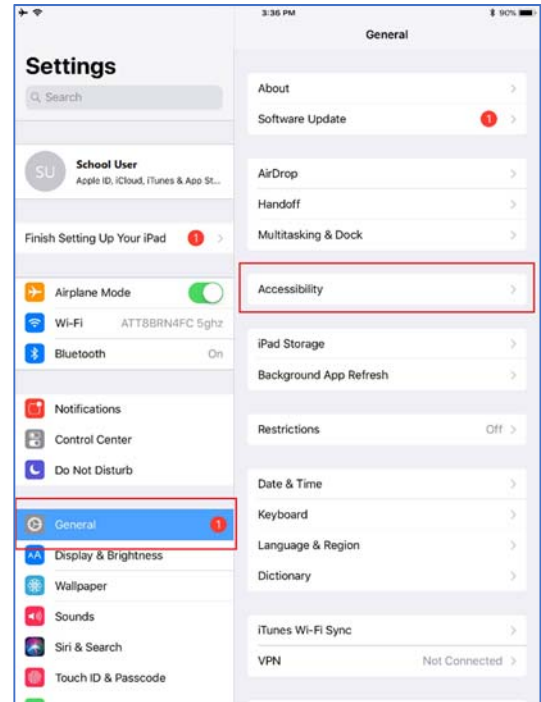 3:36 PM
90%
Settings
Search
SU
School User
Apple ID, iCloud, iTunes & App St...
Finish Setting Up Your iPad 1
Airplane Mode
Wi-Fi ATT8BRN4FC 5ghz
Bluetooth On
Notifications
Control Center
Do Not Disturb
General 1
AA Display & Brightness
Wallpaper
Sounds
Siri & Search
Touch ID & Passcode
General
About
Software Update 1
AirDrop
Handoff
Multitasking & Dock
Accessibility
iPad Storage
Background App Refresh
Restrictions Off
Date & Time
Keyboard
Language & Region
Dictionary
iTunes Wi-Fi Sync
VPN Not Connected